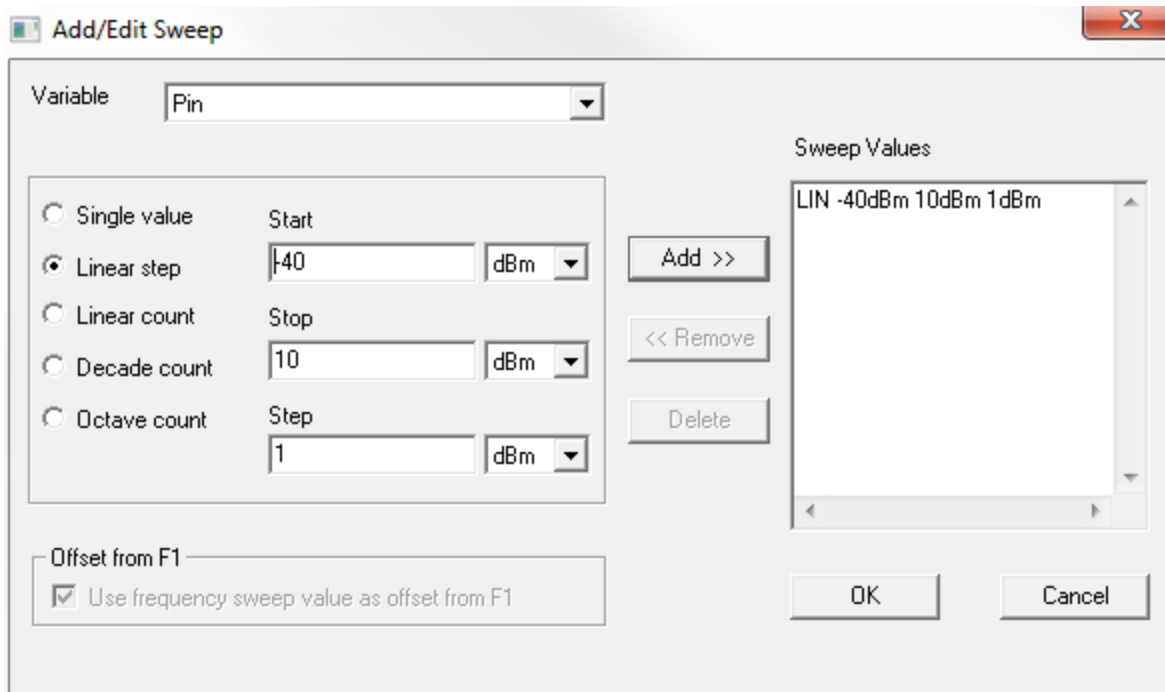 Add/Edit Sweep
Variable
Pin
Single value
Linear step
Linear count
Decade count
Octave count
Start
-40
dBm
Stop
10
dBm
Step
1
dBm
Add >>
<< Remove
Delete
Sweep Values
LIN -40dBm 10dBm 1dBm
Offset from F1
Use frequency sweep value as offset from F1
OK
Cancel